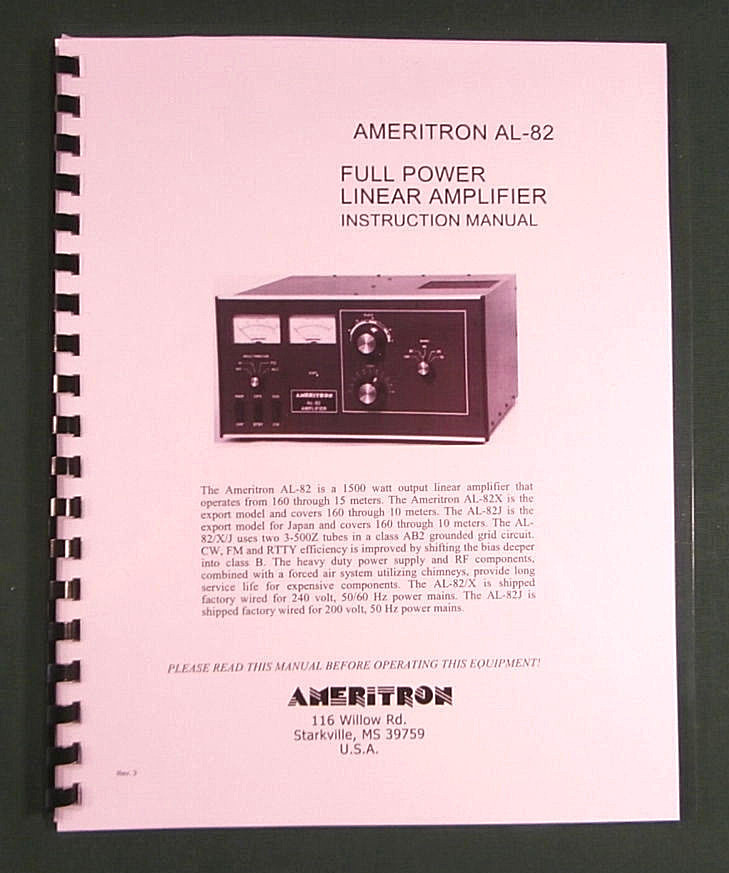 AMERITRON AL-82
FULL POWER
LINEAR AMPLIFIER
INSTRUCTION MANUAL
AMERITRON
AL-82
AMPLIFIER
The Ameritron AL-82 is a 1500 watt output linear amplifier that
operates from 160 through 15 meters. The Ameritron AL-82X is the
export model and covers 160 through 10 meters. The AL-82J is the
export model for Japan and covers 160 through 10 meters. The AL-
82/X/J uses two 3-500Z tubes in a class AB2 grounded grid circuit.
CW, FM and RTTY efficiency is improved by shifting the bias deeper
into class B. The heavy duty power supply and RF components,
combined with a forced air system utilizing chimneys, provide long
service life for expensive components. The AL-82/X is shipped
factory wired for 240 volt, 50/60 Hz power mains. The AL-82J is
shipped factory wired for 200 volt, 50 Hz power mains.
PLEASE READ THIS MANUAL BEFORE OPERATING THIS EQUIPMENT!
AMERITRON
116 Willow Rd.
Starkville, MS 39759
U.S.A.
Rev. 3